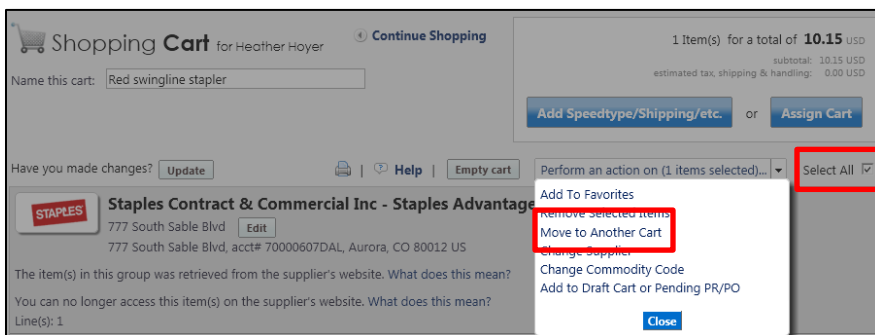 Shopping Cart for Heather Hoyer
Continue Shopping
1 Item(s) for a total of 10.15 USD
subtotal: 10.15 USD
estimated tax, shipping & handling: 0.00 USD
Name this cart: Red swingline stapler
Add Speedtype/Shipping/etc. or Assign Cart
Have you made changes? Update | Help | Empty cart Perform an action on (1 items selected)... Select All
STAPLES
Staples Contract & Commercial Inc - Staples Advantage
777 South Sable Blvd Edit
777 South Sable Blvd, acct# 70000607DAL, Aurora, CO 80012 US
The item(s) in this group was retrieved from the supplier's website. What does this mean?
You can no longer access this item(s) on the supplier's website. What does this mean?
Line(s): 1
Add To Favorites
Remove Selected Items
Move to Another Cart
Change Supplier
Change Commodity Code
Add to Draft Cart or Pending PR/PO
Close